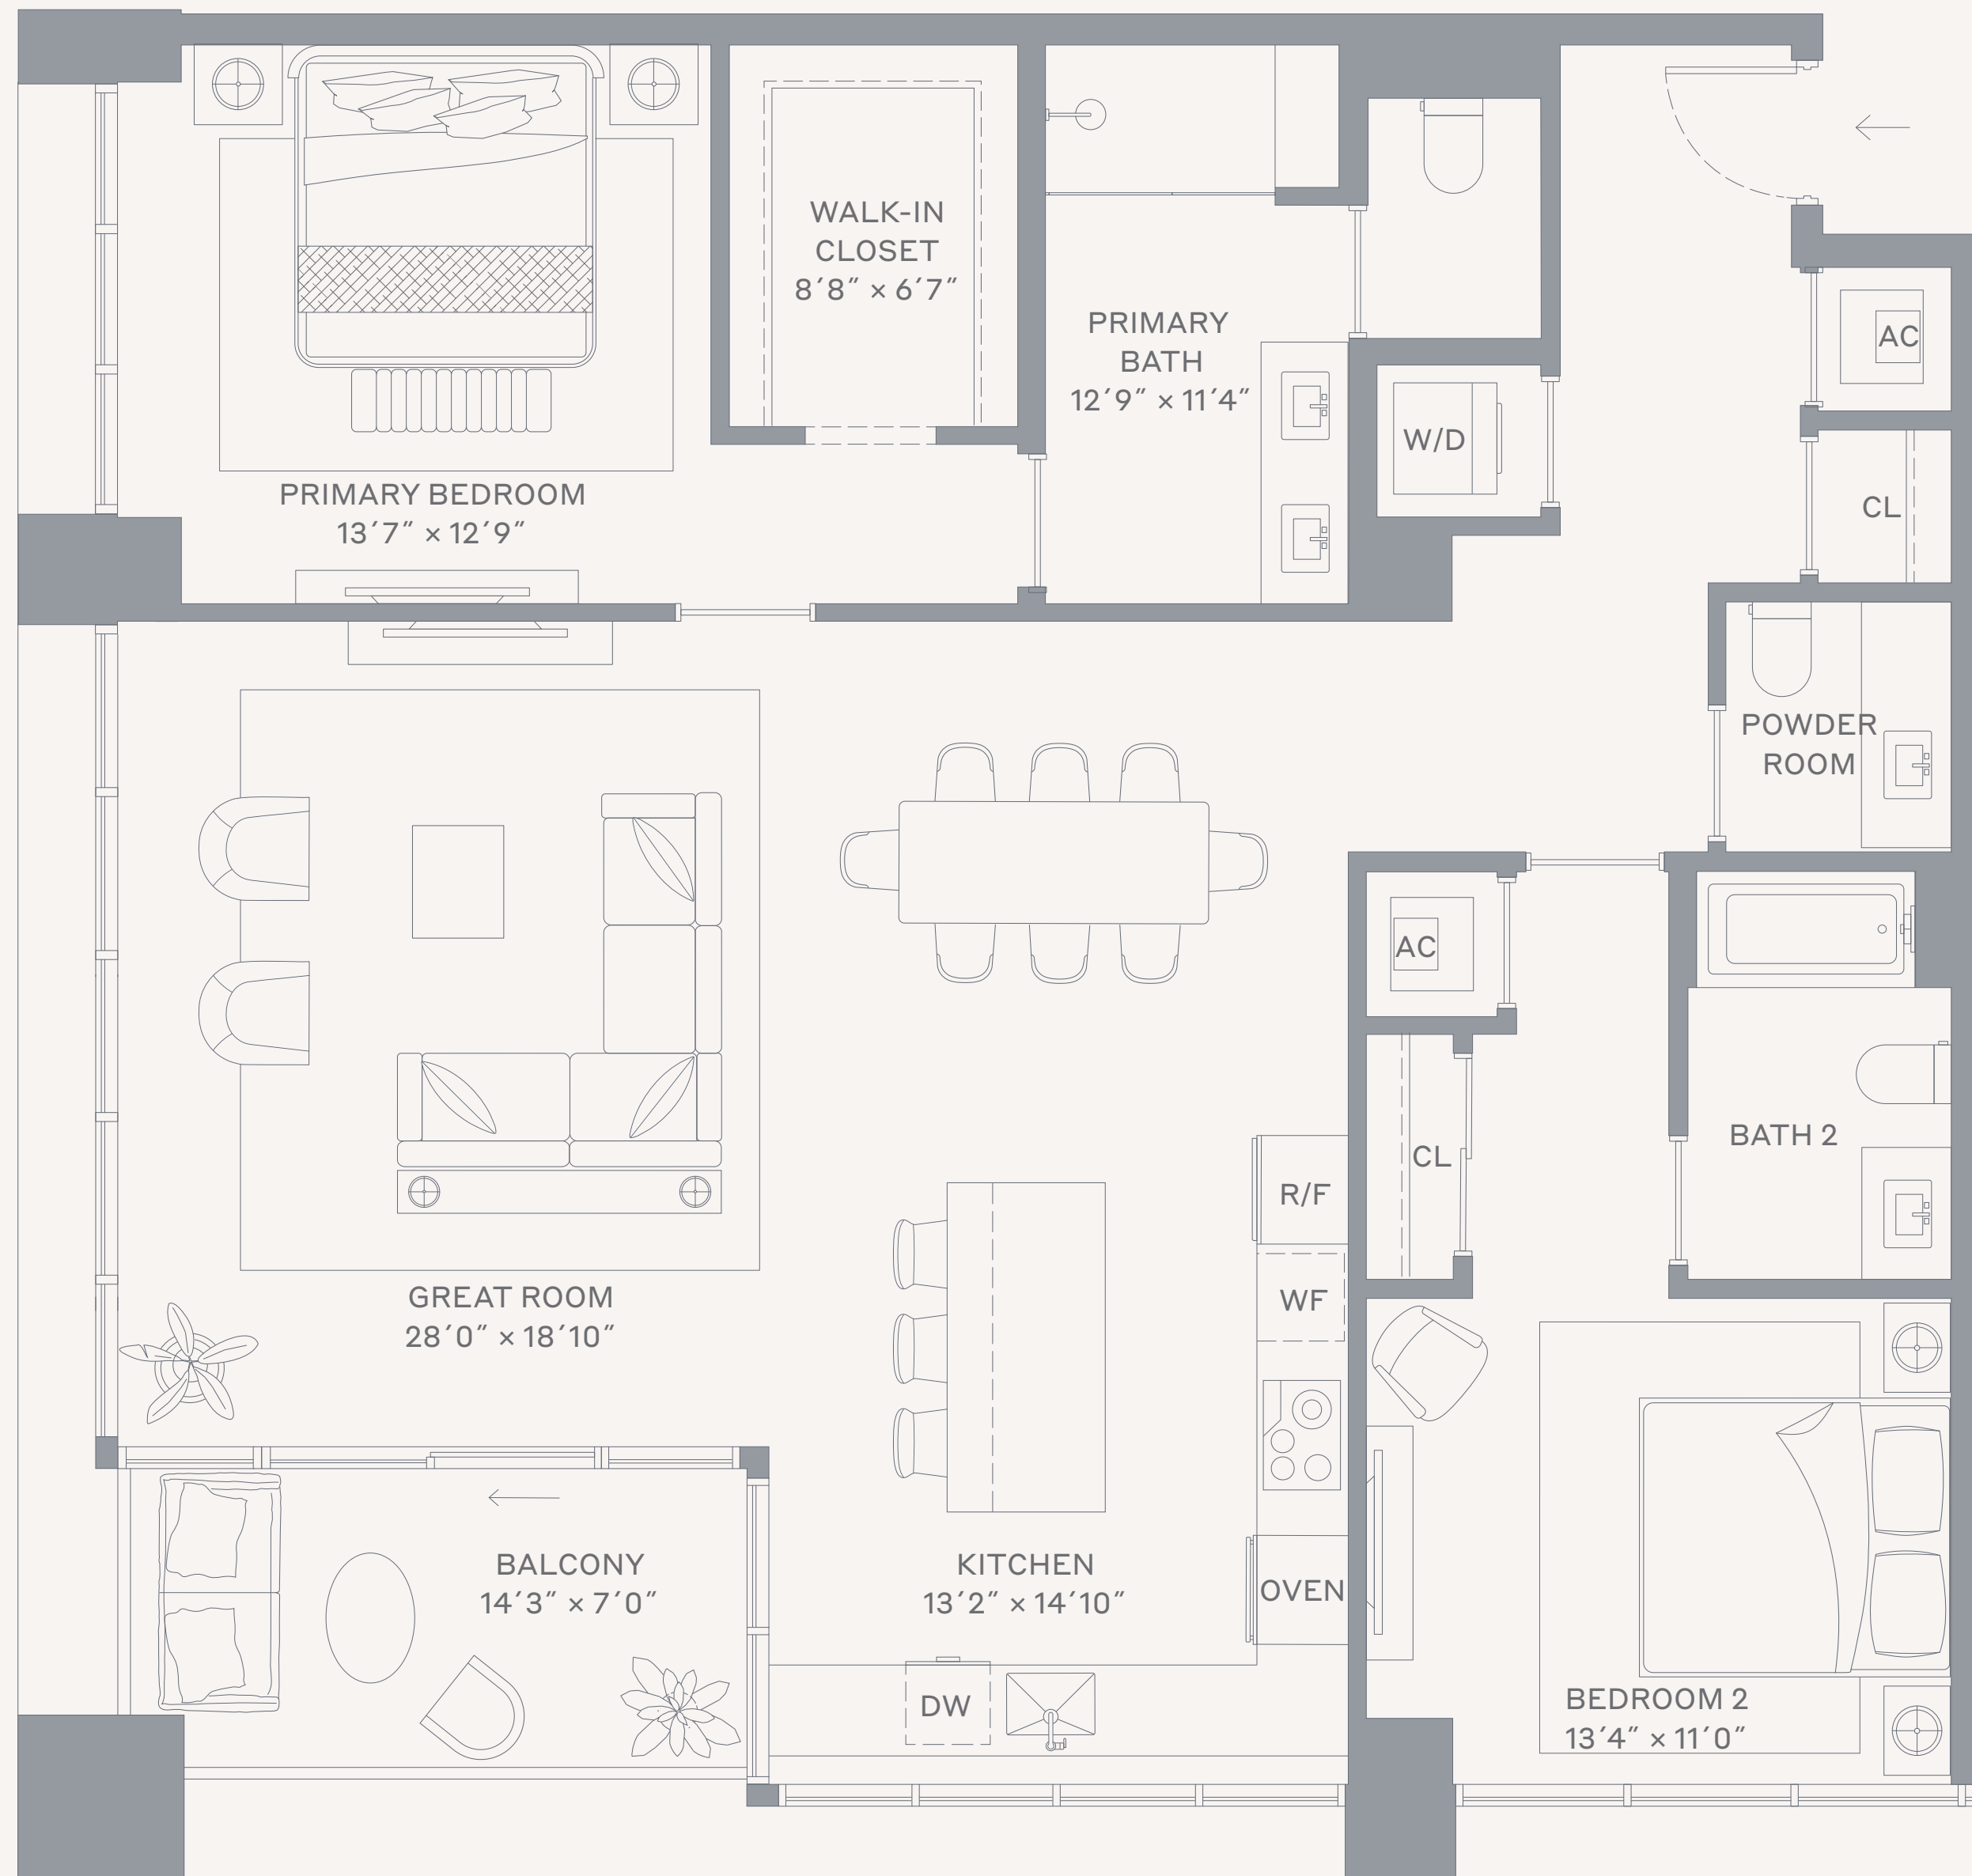 WALK-IN
CLOSET
8′8″ × 6′7″
PRIMARY
BATH
12′9″ × 11′4″
AC
W/D
CL
PRIMARY BEDROOM
13′7″ × 12′9″
POWDER
ROOM
AC
BATH 2
CL
R/F
WF
GREAT ROOM
28′0″ × 18′10″
BALCONY
14′3″ × 7′0″
KITCHEN
13′2″ × 14′10″
OVEN
DW
BEDROOM 2
13′4″ × 11′0″